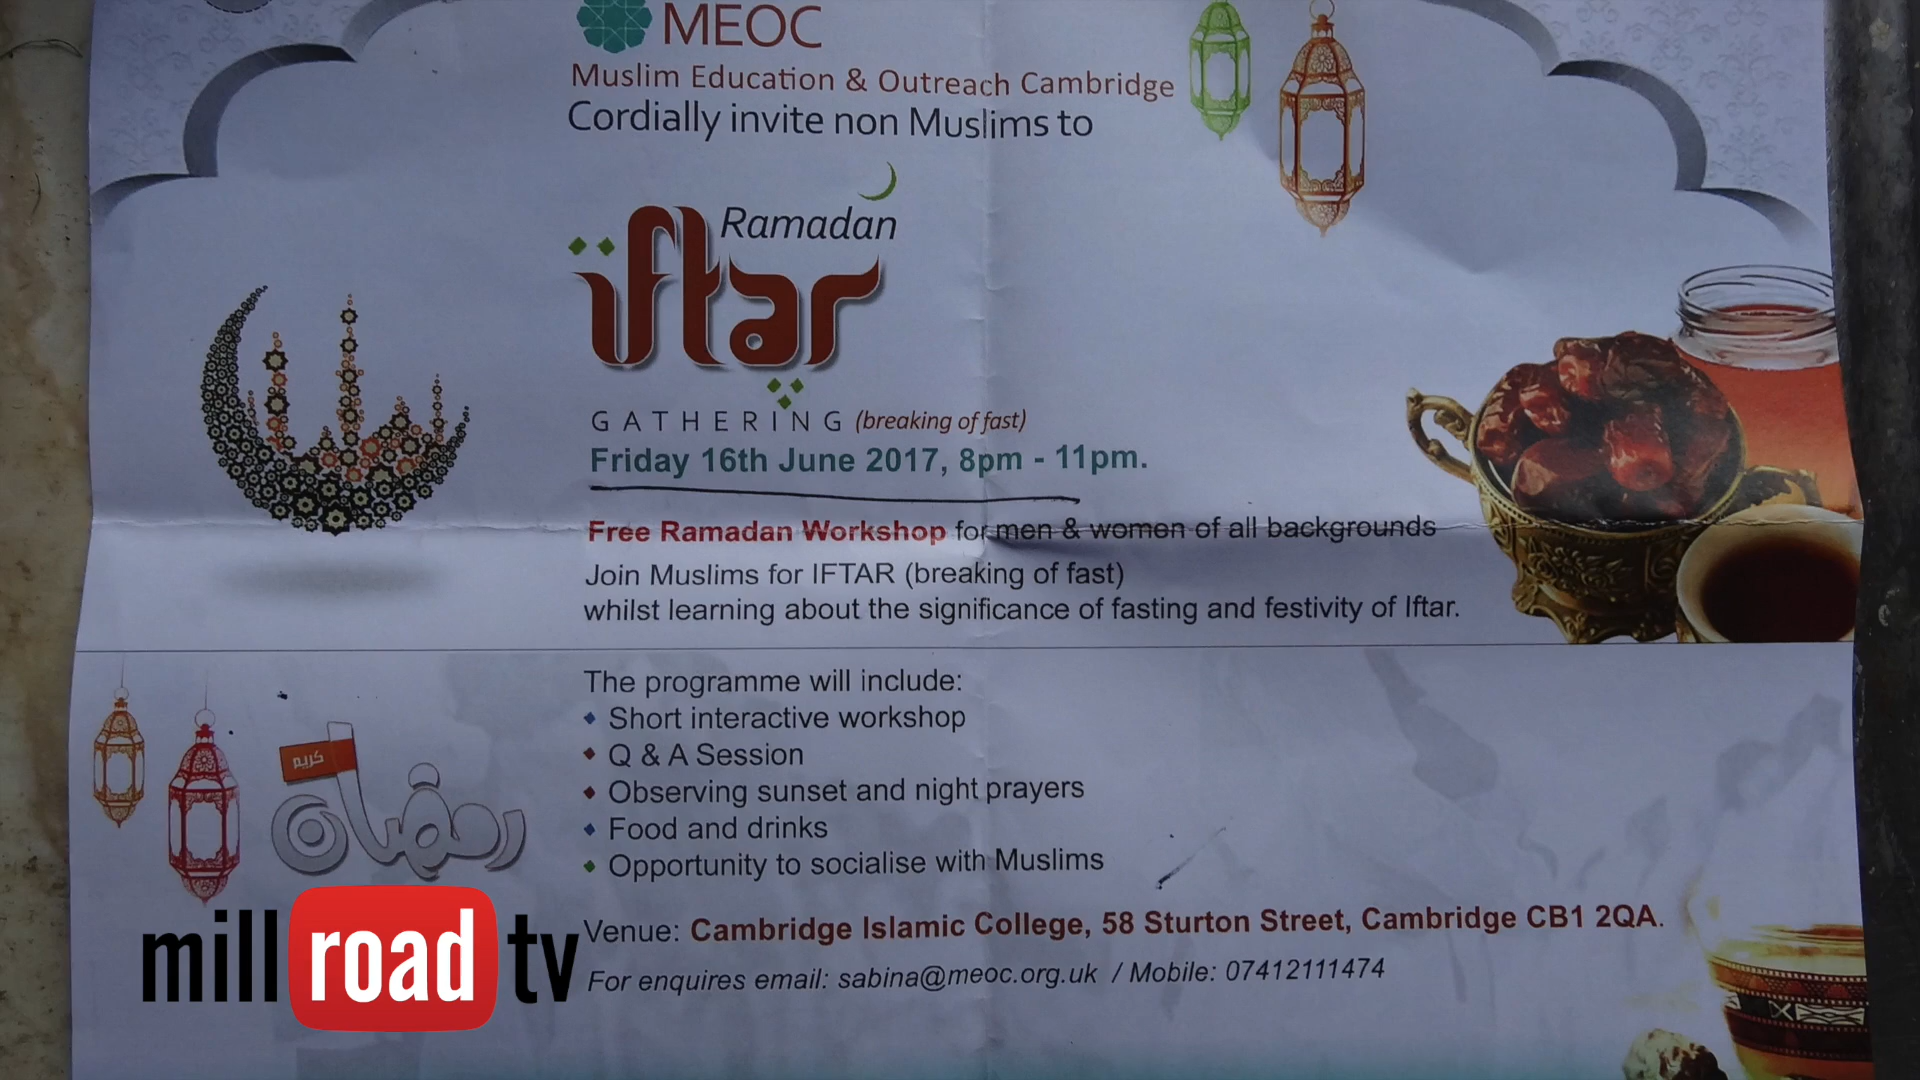 MEOC
Muslim Education & Outreach Cambridge
Cordially invite non Muslims to
Ramadan
iftar
GATHERING (breaking of fast)
Friday 16th June 2017, 8pm - 11pm.
Free Ramadan Workshop for men & women of all backgrounds
Join Muslims for IFTAR (breaking of fast)
whilst learning about the significance of fasting and festivity of Iftar.
The programme will include:
Short interactive workshop
Q & A Session
Observing sunset and night prayers
Food and drinks
Opportunity to socialise with Muslims
كريم
رمضان
Venue: Cambridge Islamic College, 58 Sturton Street, Cambridge CB1 2QA.
For enquires email: sabina@meoc.org.uk / Mobile: 07412111474
mill road tv